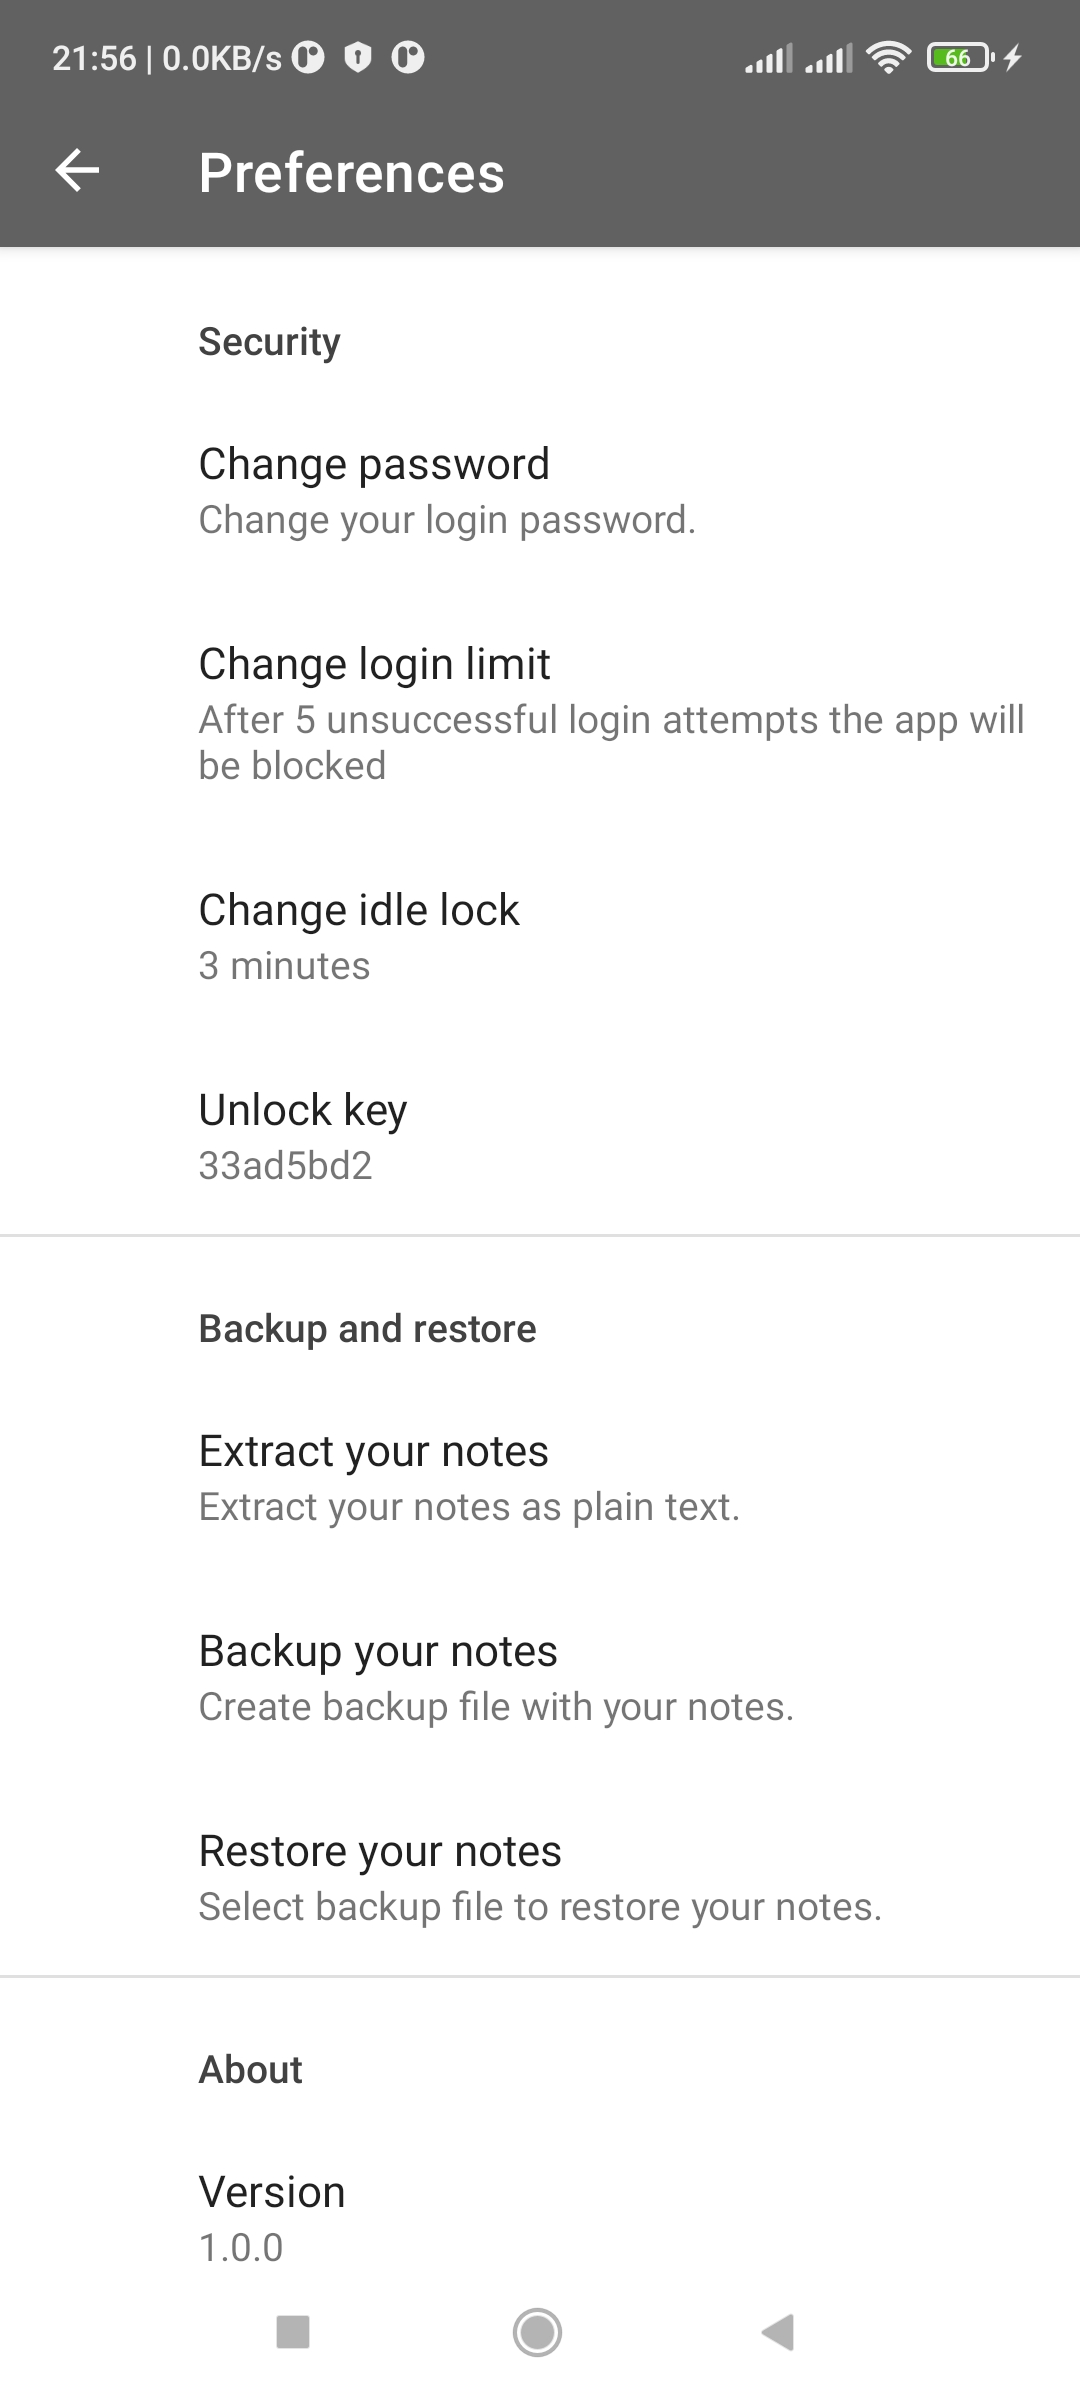 21:56 | 0.0KB/s
66
Preferences
Security
Change password
Change your login password.
Change login limit
After 5 unsuccessful login attempts the app will
be blocked
Change idle lock
3 minutes
Unlock key
33ad5bd2
Backup and restore
Extract your notes
Extract your notes as plain text.
Backup your notes
Create backup file with your notes.
Restore your notes
Select backup file to restore your notes.
About
Version
1.0.0